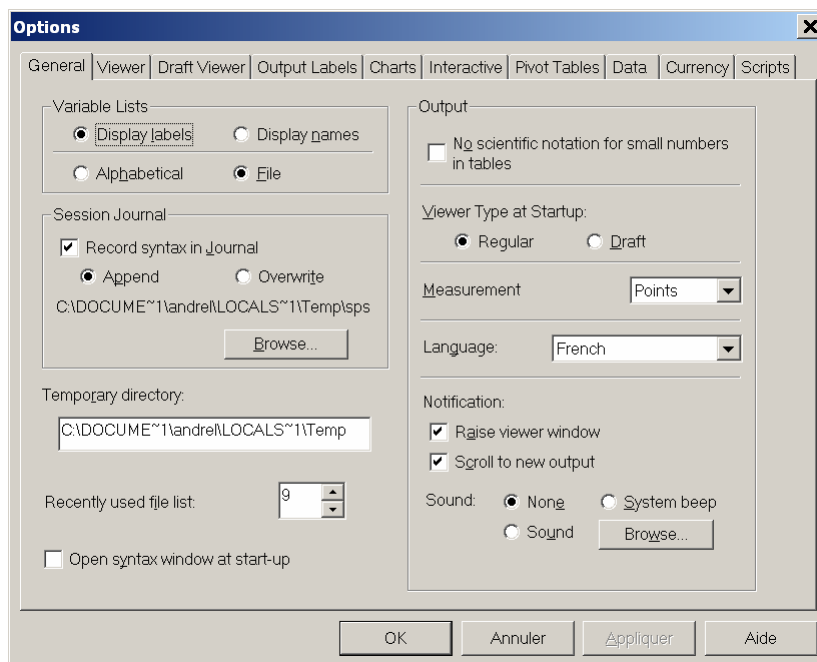 Options
General Viewer Draft Viewer Output Labels Charts Interactive Pivot Tables Data Currency Scripts
Variable Lists
Display labels Display names
Alphabetical File
Session Journal
Record syntax in Journal
Append Overwrite
C:\DOCUME~1\andrel\LOCALS~1\Temp\sps
Browse...
Temporary directory:
C:\DOCUME~1\andrel\LOCALS~1\Temp
Recently used file list: 9
Open syntax window at start-up
Output
No scientific notation for small numbers
in tables
Viewer Type at Startup:
Regular Draft
Measurement Points
Language: French
Notification:
Raise viewer window
Scroll to new output
Sound: None System beep
Sound Browse...
OK Annuler Appliquer Aide